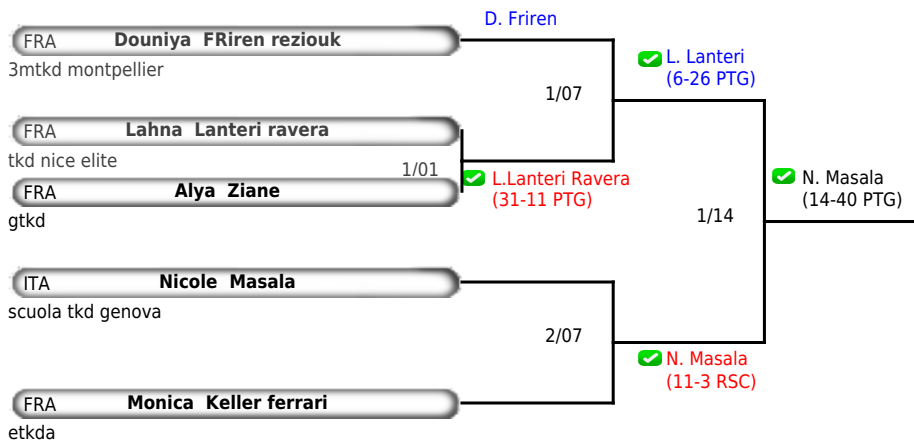 D. Friren
FRA Douniya FRiren reziouk
3mtkd montpellier
L. Lanteri
(6-26 PTG)
1/07
FRA Lahna Lanteri ravera
tkd nice elite
1/01
L.Lanteri Ravera
(31-11 PTG)
FRA Alya Ziane
gtkd
N. Masala
(14-40 PTG)
1/14
ITA Nicole Masala
scuola tkd genova
2/07
N. Masala
(11-3 RSC)
FRA Monica Keller ferrari
etkda